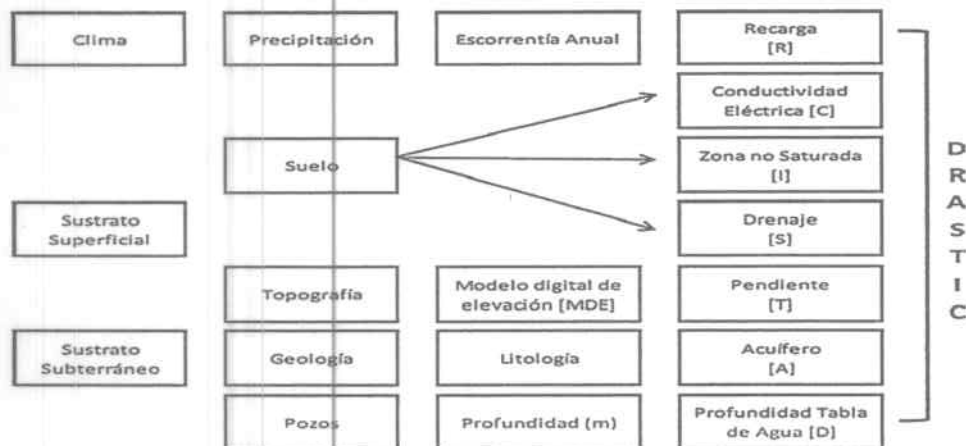 Clima
Precipitación
Escorrentía Anual
Recarga
[R]
Conductividad
Eléctrica [C]
Suelo
Zona no Saturada
[I]
Sustrato
Superficial
Drenaje
[S]
Topografía
Modelo digital de
elevación [MDE]
Pendiente
[T]
Sustrato
Subterráneo
Geología
Litología
Acuífero
[A]
Pozos
Profundidad (m)
Profundidad Tabla
de Agua [D]
D
R
A
S
T
I
C